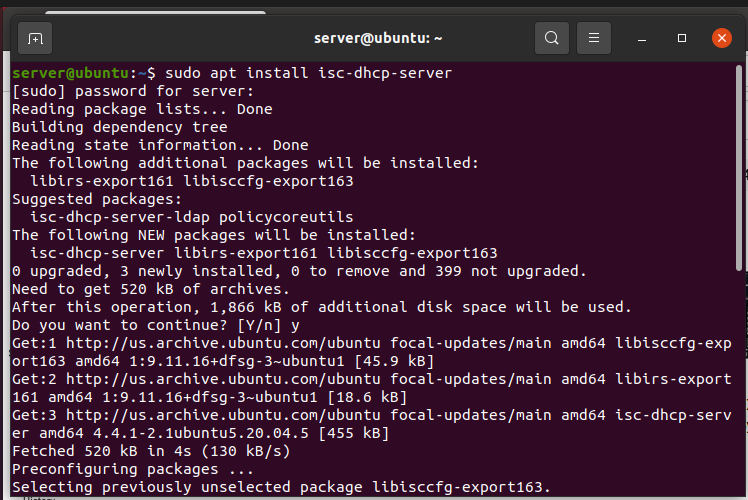 server@ubuntu: ~
server@ubuntu:~$ sudo apt install isc-dhcp-server
[sudo] password for server:
Reading package lists... Done
Building dependency tree
Reading state information... Done
The following additional packages will be installed:
  libirs-export161 libisccfg-export163
Suggested packages:
  isc-dhcp-server-ldap policycoreutils
The following NEW packages will be installed:
  isc-dhcp-server libirs-export161 libisccfg-export163
0 upgraded, 3 newly installed, 0 to remove and 399 not upgraded.
Need to get 520 kB of archives.
After this operation, 1,866 kB of additional disk space will be used.
Do you want to continue? [Y/n] y
Get:1 http://us.archive.ubuntu.com/ubuntu focal-updates/main amd64 libisccfg-exp
ort163 amd64 1:9.11.16+dfsg-3~ubuntu1 [45.9 kB]
Get:2 http://us.archive.ubuntu.com/ubuntu focal-updates/main amd64 libirs-export
161 amd64 1:9.11.16+dfsg-3~ubuntu1 [18.6 kB]
Get:3 http://us.archive.ubuntu.com/ubuntu focal-updates/main amd64 isc-dhcp-serv
er amd64 4.4.1-2.1ubuntu5.20.04.5 [455 kB]
Fetched 520 kB in 4s (130 kB/s)
Preconfiguring packages ...
Selecting previously unselected package libisccfg-export163.